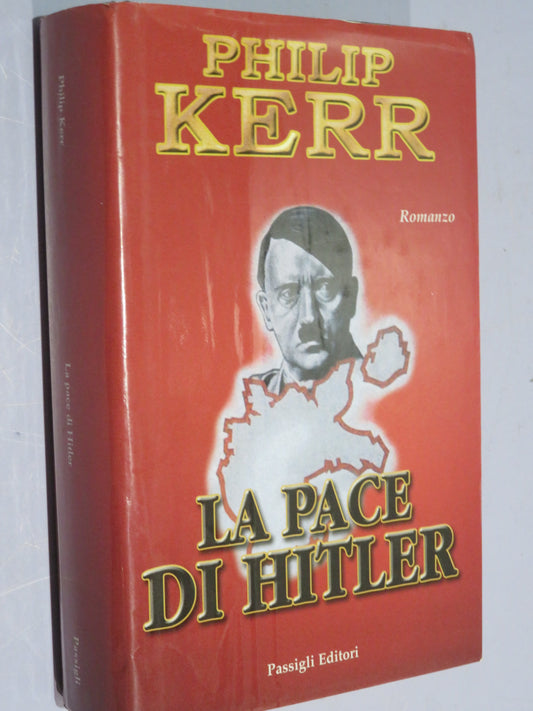 PHILIP
KERR
Romanzo
LA PACE
DI HITLER
Passigli Editori
Philip Kerr
La pace di Hitler
Passigli